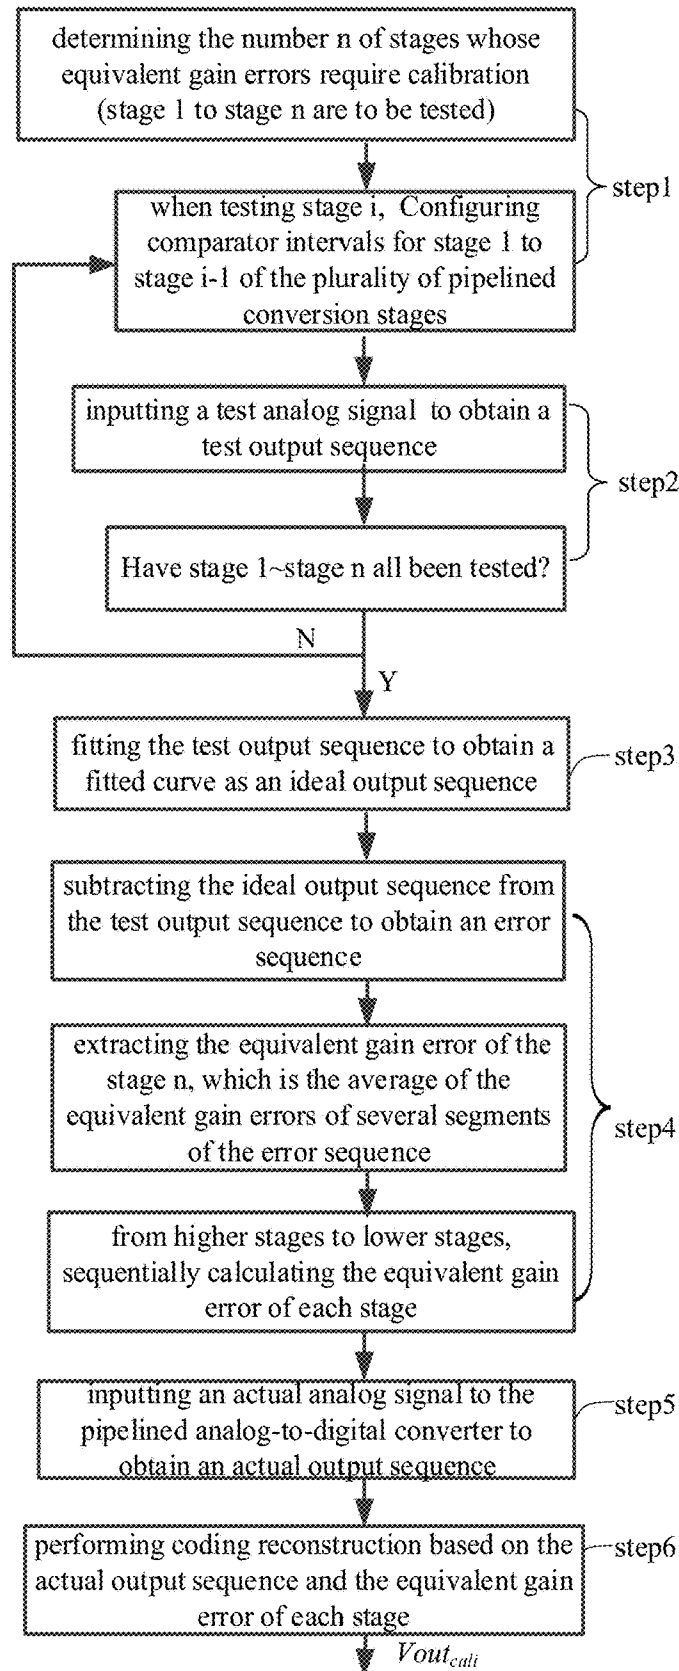 determining the number n of stages whose
equivalent gain errors require calibration
(stage 1 to stage n are to be tested)
step1
when testing stage i, Configuring
comparator intervals for stage 1 to
stage i-1 of the plurality of pipelined
conversion stages
inputting a test analog signal to obtain a
test output sequence
step2
Have stage 1~stage n all been tested?
N
Y
fitting the test output sequence to obtain a
fitted curve as an ideal output sequence
step3
subtracting the ideal output sequence from
the test output sequence to obtain an error
sequence
extracting the equivalent gain error of the
stage n, which is the average of the
equivalent gain errors of several segments
of the error sequence
step4
from higher stages to lower stages,
sequentially calculating the equivalent gain
error of each stage
inputting an actual analog signal to the
pipelined analog-to-digital converter to
obtain an actual output sequence
step5
performing coding reconstruction based on the
actual output sequence and the equivalent gain
error of each stage
step6
Vout_cali